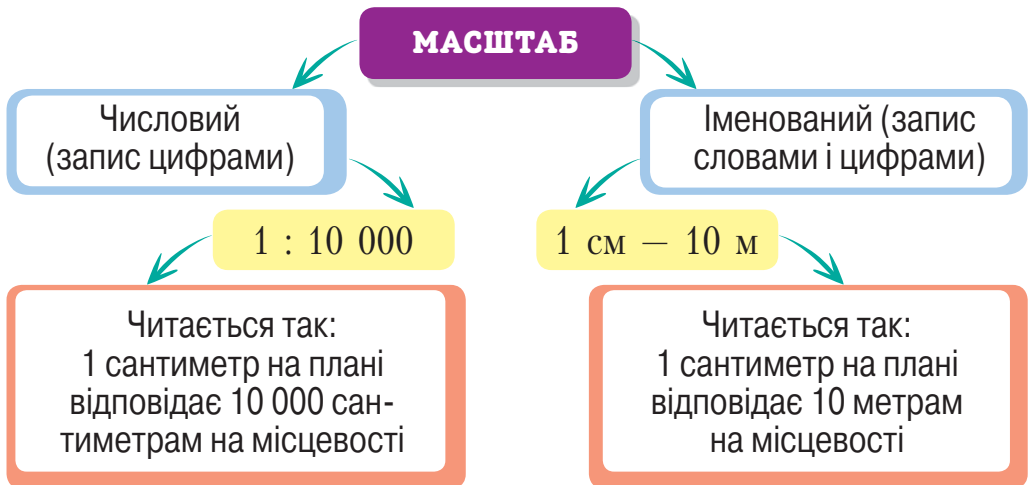 МАСШТАБ
Числовий
(запис цифрами)
Іменований (запис
словами і цифрами)
1 : 10 000
1 см – 10 м
Читається так:
1 сантиметр на плані
відповідає 10 000 сан-
тиметрам на місцевості
Читається так:
1 сантиметр на плані
відповідає 10 метрам
на місцевості